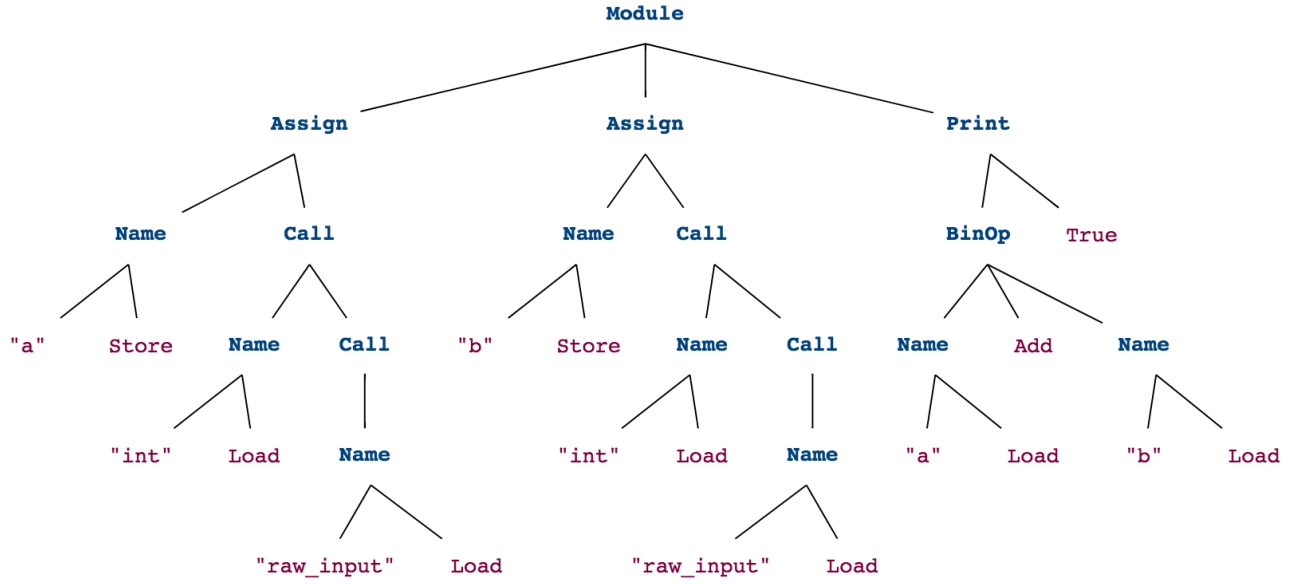 Module
Assign Assign Print
Name Call Name Call BinOp True
"a" Store Name Call "b" Store Name Call Name Add Name
"int" Load Name "int" Load Name "a" Load "b" Load
"raw_input" Load "raw_input" Load